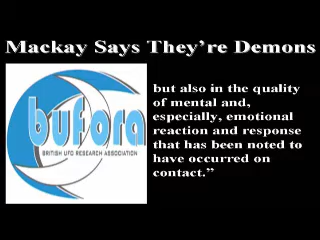 Mackay Says They're Demons
bufora
BRITISH UFO RESEARCH ASSOCIATION
but also in the quality
of mental and,
especially, emotional
reaction and response
that has been noted to
have occurred on
contact."